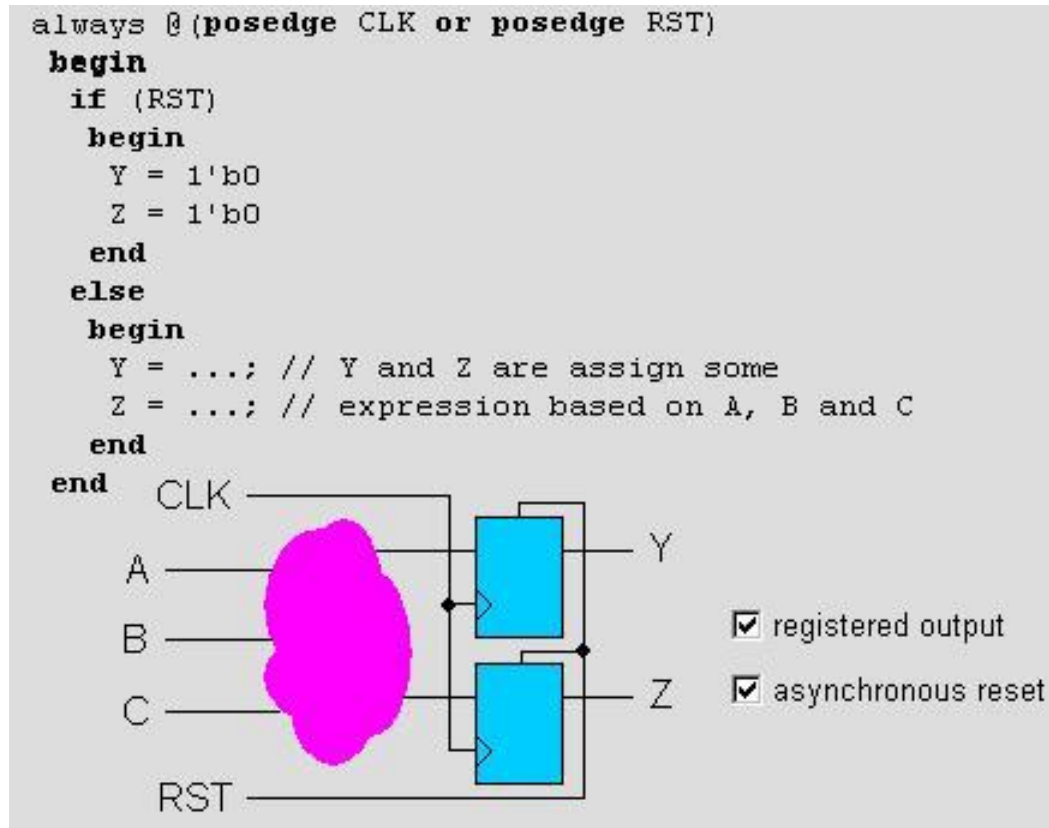 always @(posedge CLK or posedge RST)
begin
if (RST)
begin
Y = 1'b0
Z = 1'b0
end
else
begin
Y = ...; // Y and Z are assign some
Z = ...; // expression based on A, B and C
end
end
CLK
A
B
C
RST
Y
Z
registered output
asynchronous reset